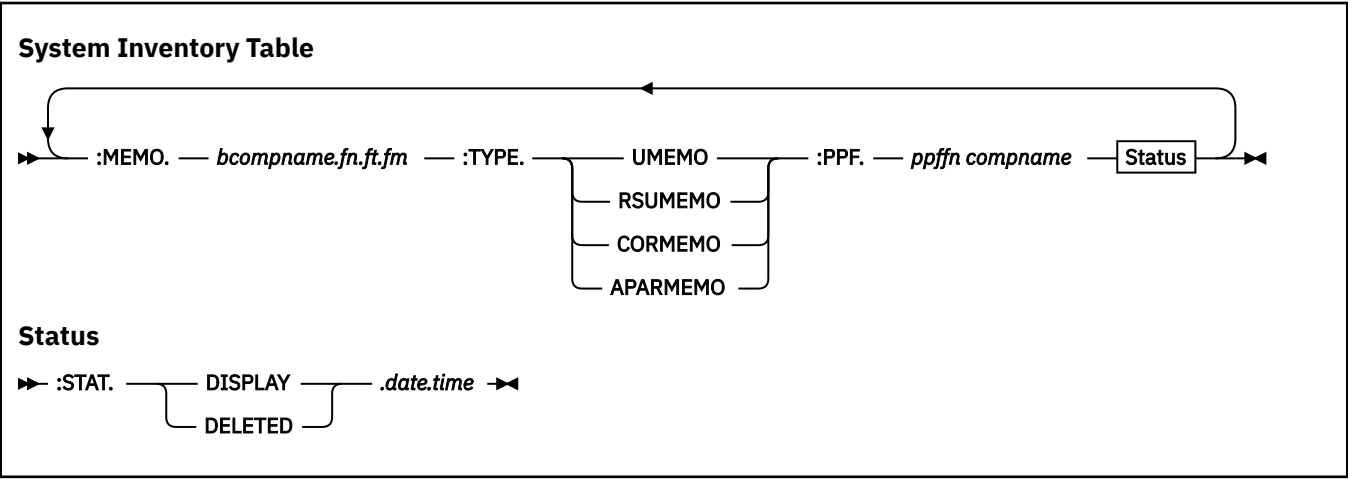 System Inventory Table
:MEMO. bcompname.fn.ft.fm :TYPE. UMEMO :PPF. ppffn compname Status
RSUMEMO
CORMEMO
APARMEMO
Status
:STAT. DISPLAY .date.time
DELETED